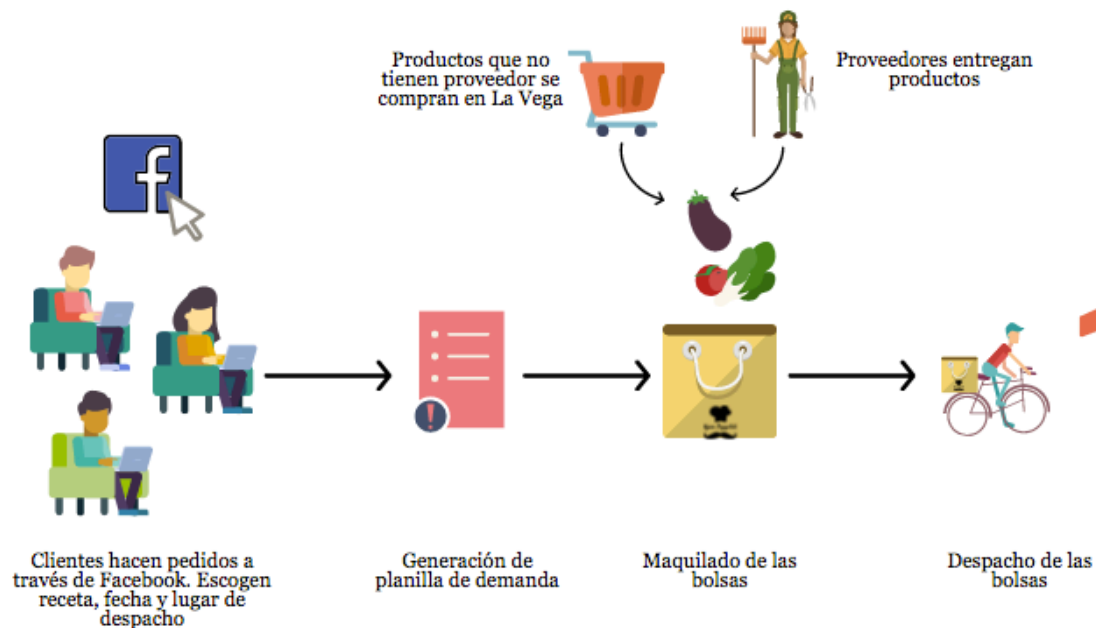 Productos que no
tienen proveedor se
compran en La Vega
Proveedores entregan
productos
Clientes hacen pedidos a
través de Facebook. Escogen
receta, fecha y lugar de
despacho
Generación de
planilla de demanda
Maquilado de las
bolsas
Despacho de las
bolsas